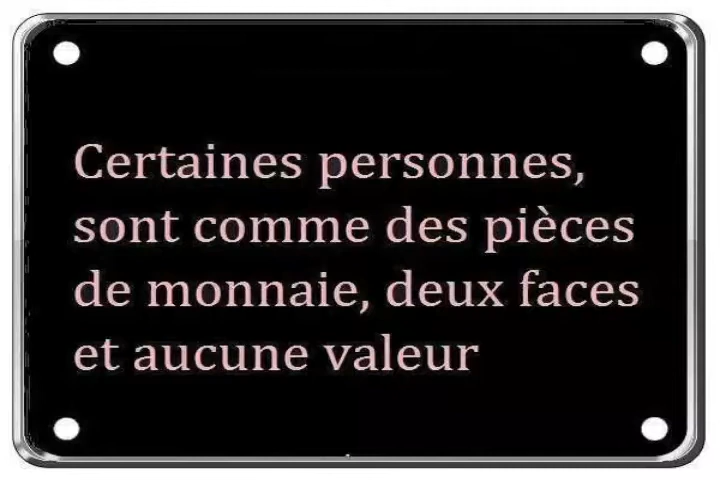 Certaines personnes,
sont comme des pièces
de monnaie, deux faces
et aucune valeur